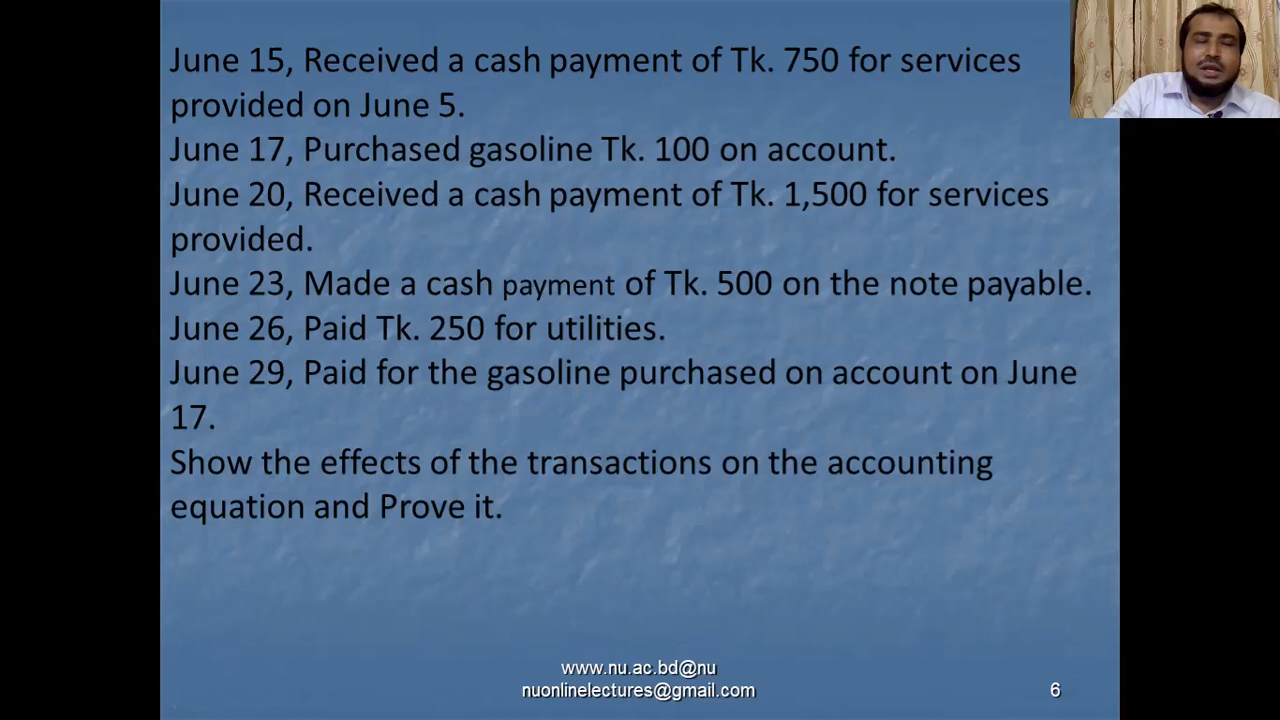 June 15, Received a cash payment of Tk. 750 for services
provided on June 5.
June 17, Purchased gasoline Tk. 100 on account.
June 20, Received a cash payment of Tk. 1,500 for services
provided.
June 23, Made a cash payment of Tk. 500 on the note payable.
June 26, Paid Tk. 250 for utilities.
June 29, Paid for the gasoline purchased on account on June
17.
Show the effects of the transactions on the accounting
equation and Prove it.
www.nu.ac.bd@nu
nuonlinelectures@gmail.com
6